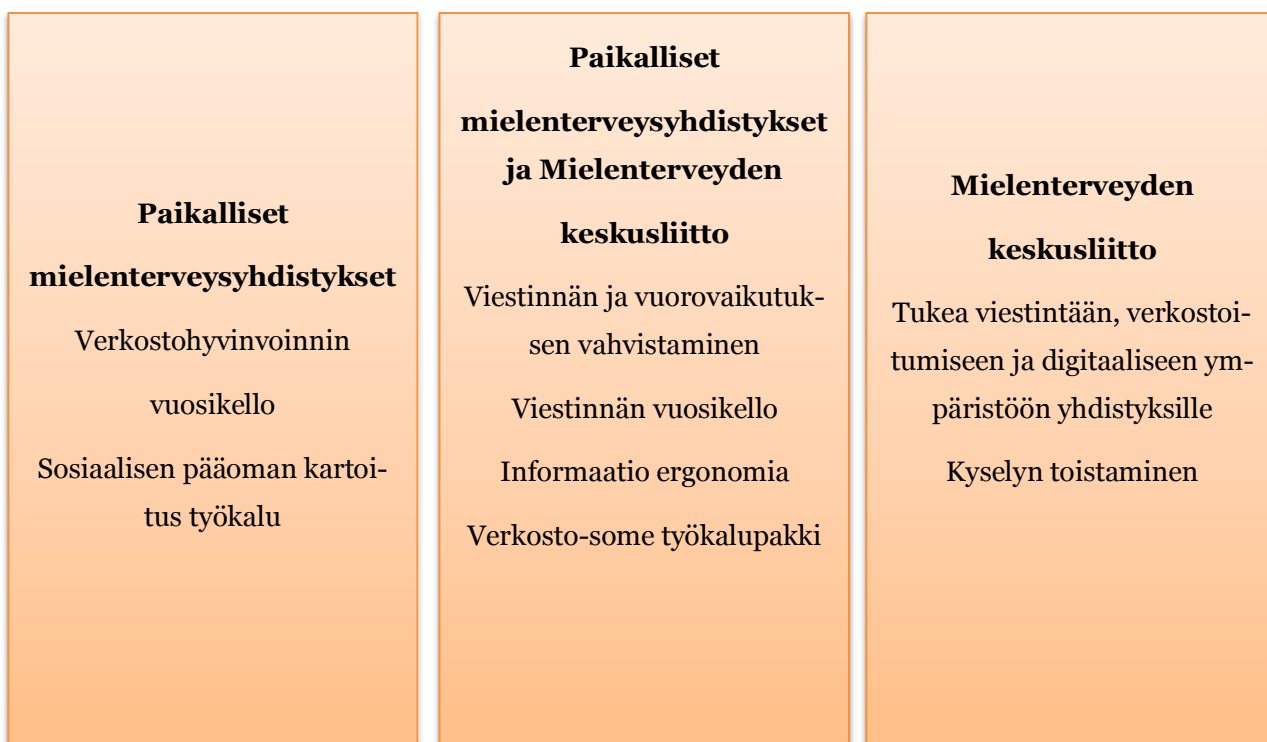 Paikalliset
mielenterveysyhdistykset
Verkostohyvinvoinnin
vuosikello
Sosiaalisen pääoman kartoi-
tus työkalu
Paikalliset
mielenterveysyhdistykset
ja Mielenterveyden
keskusliitto
Viestinnän ja vuorovaikutuk-
sen vahvistaminen
Viestinnän vuosikello
Informaatio ergonomia
Verkosto-some työkalupakki
Mielenterveyden
keskusliitto
Tukea viestintään, verkostoi-
tumiseen ja digitaaliseen ym-
päristöön yhdistyksille
Kyselyn toistaminen